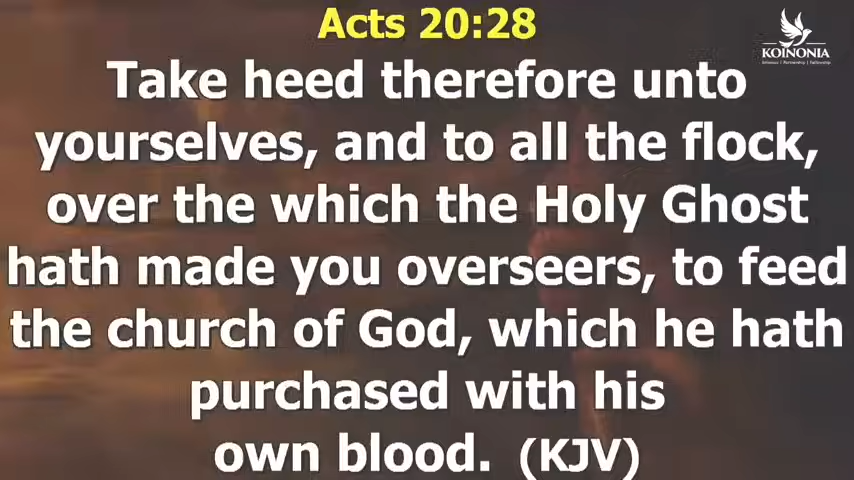 Acts 20:28
KOINONIA
Take heed therefore unto
yourselves, and to all the flock,
over the which the Holy Ghost
hath made you overseers, to feed
the church of God, which he hath
purchased with his
own blood. (KJV)